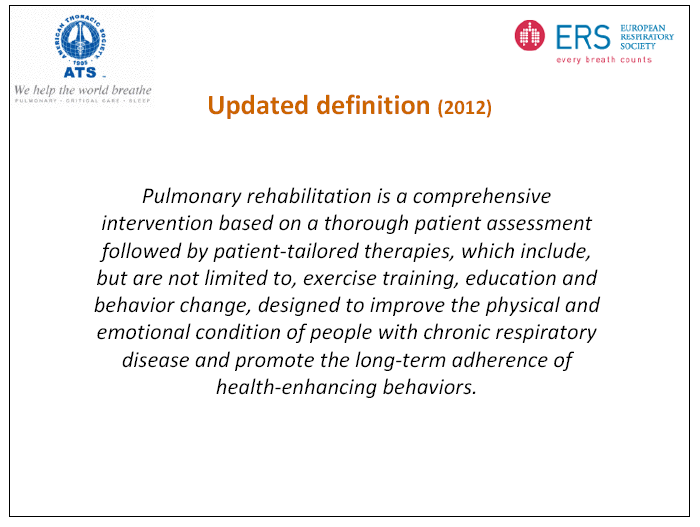 AMERICAN THORACIC SOCIETY
1905
ATS™
We help the world breathe
PULMONARY • CRITICAL CARE • SLEEP
ERS
EUROPEAN
RESPIRATORY
SOCIETY
every breath counts
Updated definition (2012)
Pulmonary rehabilitation is a comprehensive
intervention based on a thorough patient assessment
followed by patient-tailored therapies, which include,
but are not limited to, exercise training, education and
behavior change, designed to improve the physical and
emotional condition of people with chronic respiratory
disease and promote the long-term adherence of
health-enhancing behaviors.